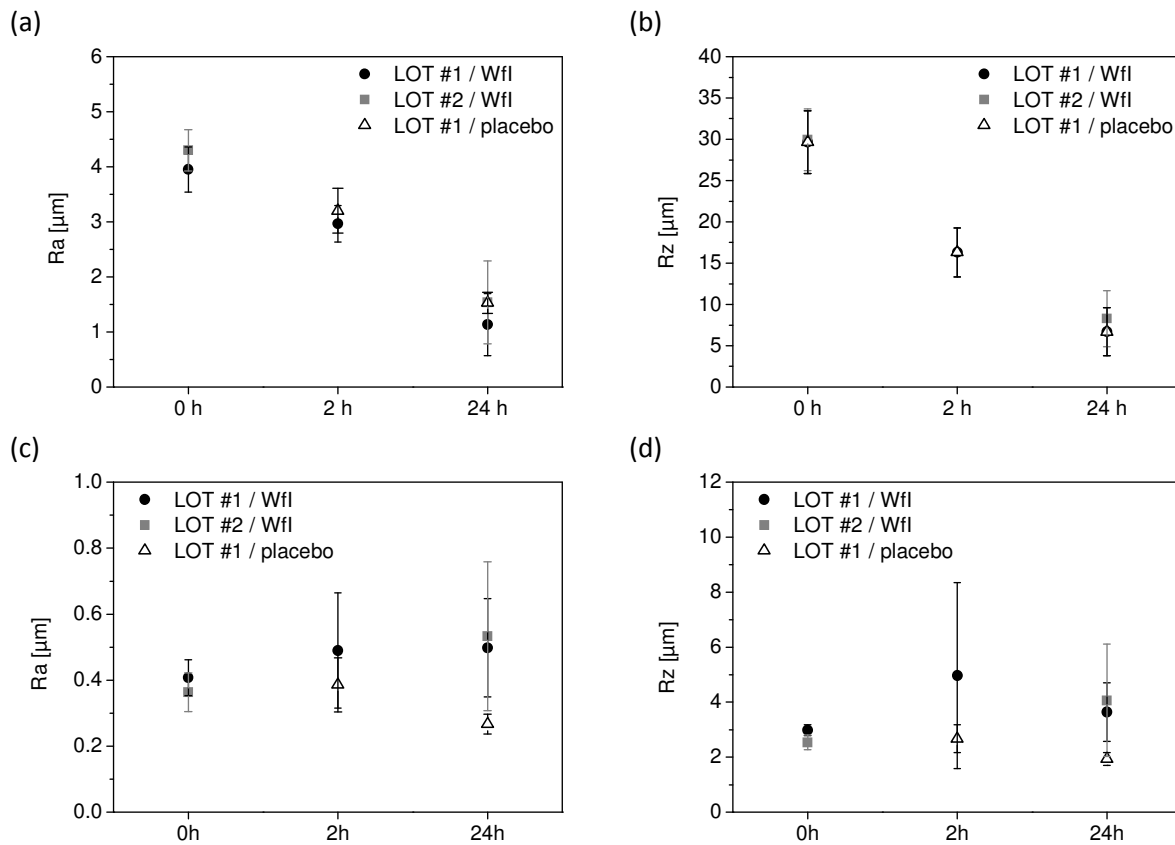 (a)
Ra [µm]
6
5
4
3
2
1
0
0 h
2 h
24 h
LOT #1 / WfI
LOT #2 / WfI
LOT #1 / placebo
(b)
Rz [µm]
40
35
30
25
20
15
10
5
0
0 h
2 h
24 h
LOT #1 / WfI
LOT #2 / WfI
LOT #1 / placebo
(c)
Ra [µm]
1.0
0.8
0.6
0.4
0.2
0.0
0h
2h
24h
LOT #1 / WfI
LOT #2 / WfI
LOT #1 / placebo
(d)
Rz [µm]
12
10
8
6
4
2
0
0h
2h
24h
LOT #1 / WfI
LOT #2 / WfI
LOT #1 / placebo